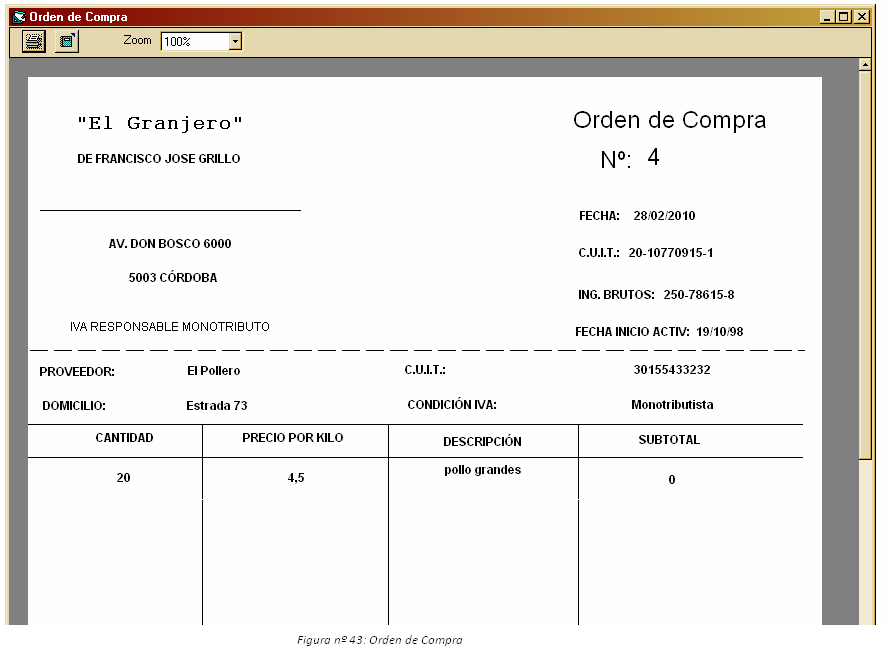 Orden de Compra
Zoom 100%
"El Granjero"
DE FRANCISCO JOSE GRILLO
AV. DON BOSCO 6000
5003 CÓRDOBA
IVA RESPONSABLE MONOTRIBUTO
Orden de Compra
Nº: 4
FECHA: 28/02/2010
C.U.I.T.: 20-10770915-1
ING. BRUTOS: 250-78615-8
FECHA INICIO ACTIV: 19/10/98
PROVEEDOR: El Pollero C.U.I.T.: 30155433232
DOMICILIO: Estrada 73 CONDICIÓN IVA: Monotributista
CANTIDAD PRECIO POR KILO DESCRIPCIÓN SUBTOTAL
20 4,5 pollo grandes 0
Figura nº 43: Orden de Compra